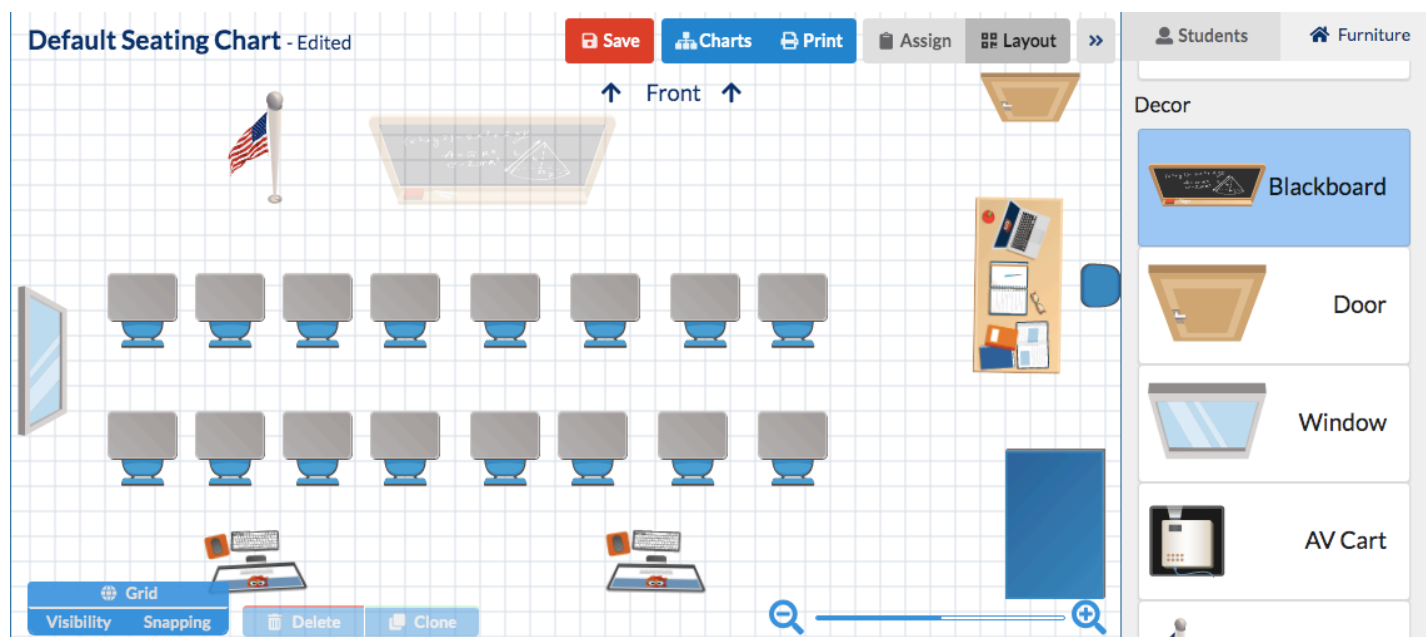 Default Seating Chart - Edited
Save
Charts
Print
Assign
Layout
»
Students
Furniture
↑ Front ↑
Decor
Blackboard
Door
Window
AV Cart
Grid
Visibility
Snapping
Delete
Clone